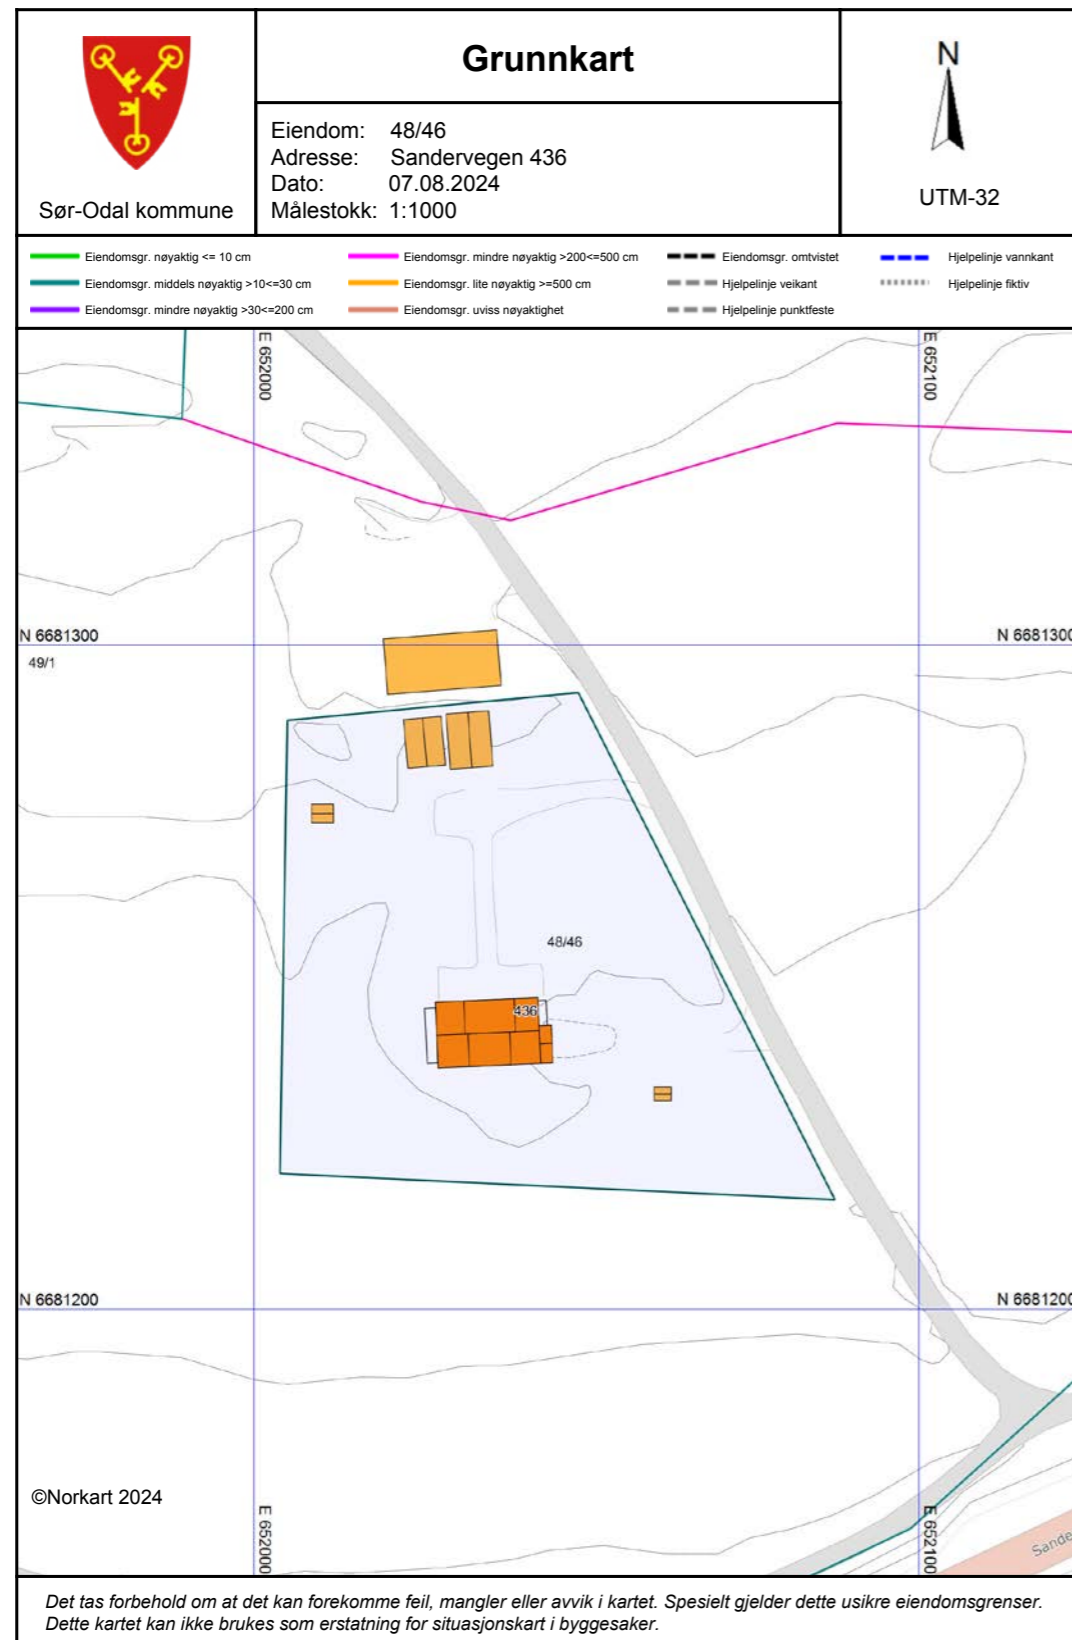 Grunnkart
Eiendom: 48/46
Adresse: Sandervegen 436
Dato: 07.08.2024
Målestokk: 1:1000
Sør-Odal kommune
N
UTM-32
Eiendomsgr. nøyaktig <= 10 cm
Eiendomsgr. middels nøyaktig >10<=30 cm
Eiendomsgr. mindre nøyaktig >30<=200 cm
Eiendomsgr. mindre nøyaktig >200<=500 cm
Eiendomsgr. lite nøyaktig >=500 cm
Eiendomsgr. uviss nøyaktighet
Eiendomsgr. omtvistet
Hjelpelinje veikant
Hjelpelinje punktfeste
Hjelpelinje vannkant
Hjelpelinje fiktiv
E 652000
E 652100
N 6681300
N 6681300
49/1
48/46
436
N 6681200
N 6681200
©Norkart 2024
E 652000
E 652100
Sande
Det tas forbehold om at det kan forekomme feil, mangler eller avvik i kartet. Spesielt gjelder dette usikre eiendomsgrenser.
Dette kartet kan ikke brukes som erstatning for situasjonskart i byggesaker.